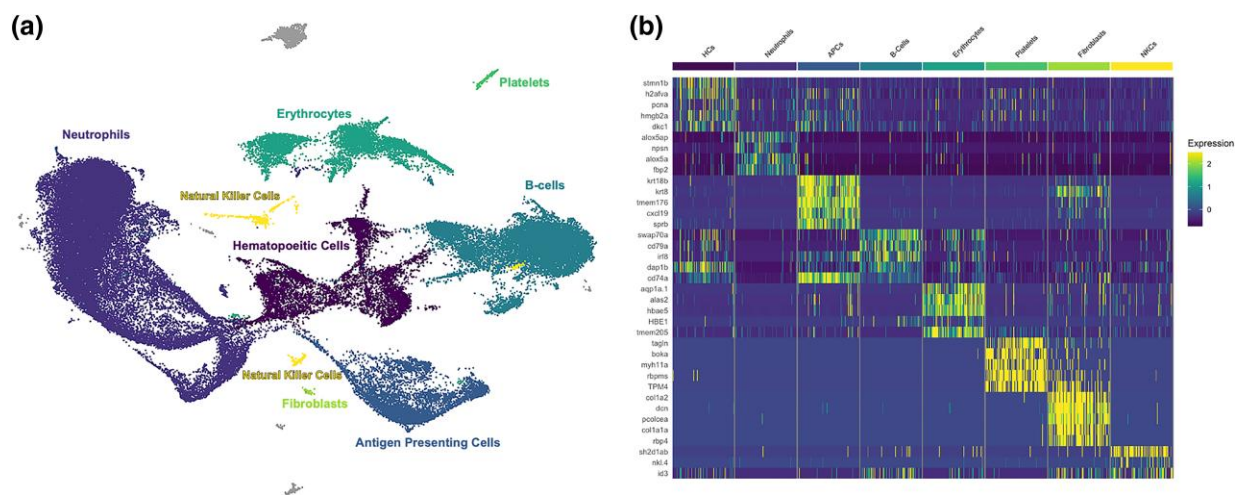 (a)
Platelets
Erythrocytes
Neutrophils
Natural Killer Cells
B-cells
Hematopoeitic Cells
Natural Killer Cells
Fibroblasts
Antigen Presenting Cells
(b)
HCs
Neutrophils
APCs
B-Cells
Erythrocytes
Platelets
Fibroblasts
NKCs
stmn1b
h2afva
pcna
hmgb2a
dkc1
alox5ap
npsn
alox5a
fbp2
krt18b
krt8
tmem176
cxd19
sprb
swap70a
cd79a
irf8
dap1b
cd74a
aqp1a.1
alas2
hbae5
HBE1
tmem205
tagln
boka
myh11a
rbpms
TPM4
col1a2
dcn
pcolcea
col1a1a
rbp4
sh2d1ab
nkl.4
id3
Expression
2
1
0